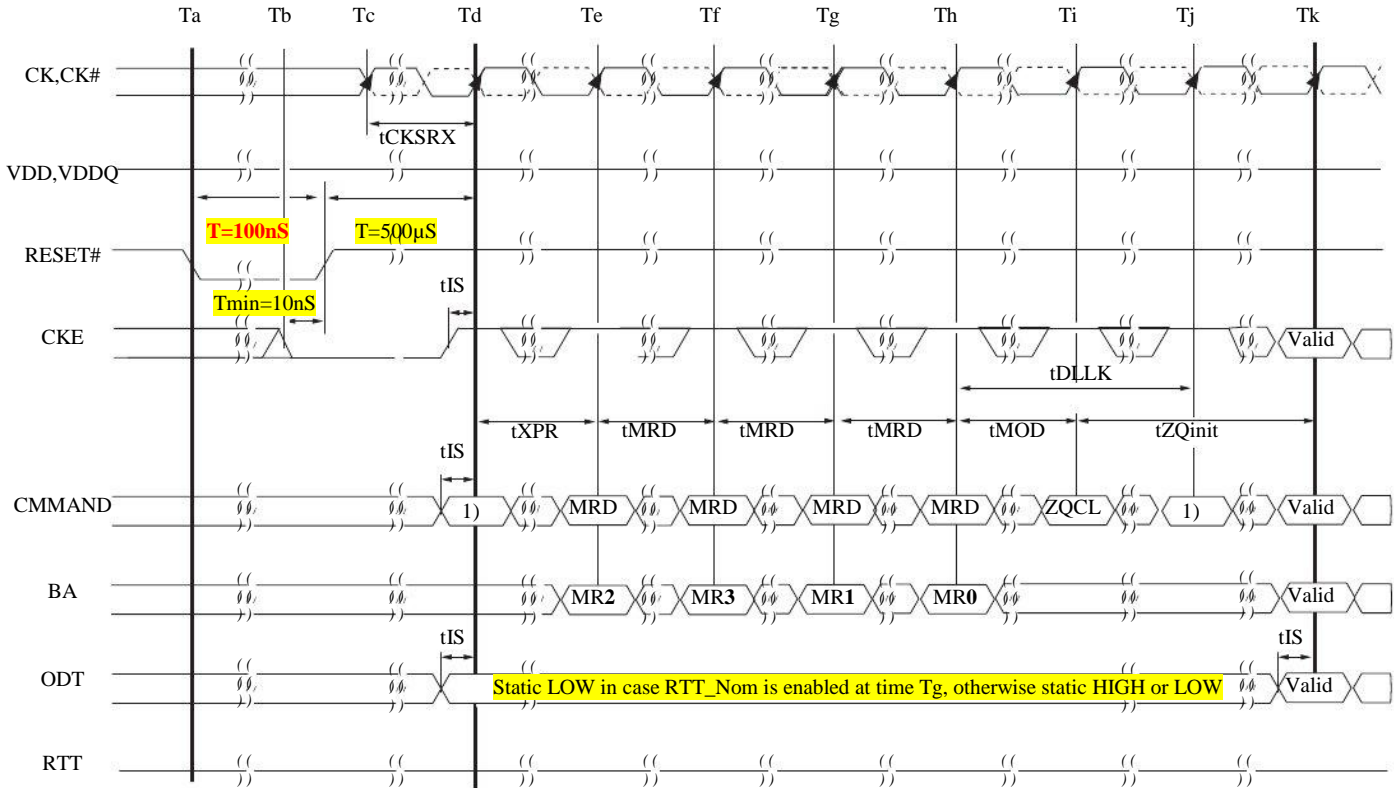 Ta Tb Tc Td Te Tf Tg Th Ti Tj Tk
CK,CK#
tCKSRX
VDD,VDDQ
T=100nS T=500µS
RESET#
Tmin=10nS tIS
CKE Valid
tDLLK
tXPR tMRD tMRD tMRD tMOD tZQinit
tIS
CMMAND 1) MRD MRD MRD MRD ZQCL 1) Valid
BA MR2 MR3 MR1 MR0 Valid
tIS tIS
ODT Static LOW in case RTT_Nom is enabled at time Tg, otherwise static HIGH or LOW Valid
RTT